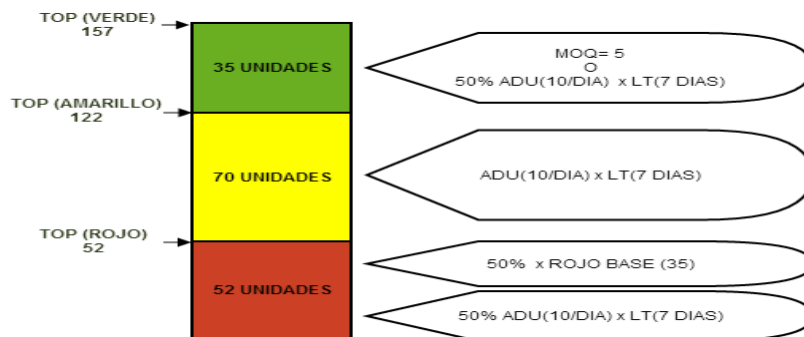 TOP (VERDE)
157
35 UNIDADES
MOQ= 5
O
50% ADU(10/DIA) x LT(7 DIAS)
TOP (AMARILLO)
122
70 UNIDADES
ADU(10/DIA) x LT(7 DIAS)
TOP (ROJO)
52
50% x ROJO BASE (35)
52 UNIDADES
50% ADU(10/DIA) x LT(7 DIAS)